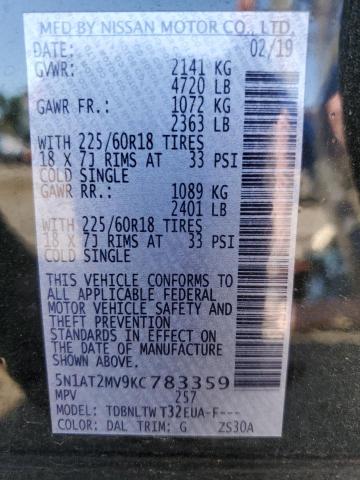 MFD BY NISSAN MOTOR CO., LTD.
DATE: 02/19
GVWR: 2141 KG
4720 LB
GAWR FR.: 1072 KG
2363 LB
WITH 225/60R18 TIRES
18 X 7J RIMS AT 33 PSI
COLD SINGLE
GAWR RR.: 1089 KG
2401 LB
WITH 225/60R18 TIRES
18 X 7J RIMS AT 33 PSI
COLD SINGLE
THIS VEHICLE CONFORMS TO
ALL APPLICABLE FEDERAL
MOTOR VEHICLE SAFETY AND
THEFT PREVENTION
STANDARDS IN EFFECT ON
THE DATE OF MANUFACTURE
SHOWN ABOVE.
5N1AT2MV9KC783359
MPV 257
MODEL: TDBNLTW T32EUA-F---
COLOR: DAL TRIM: G ZS30A